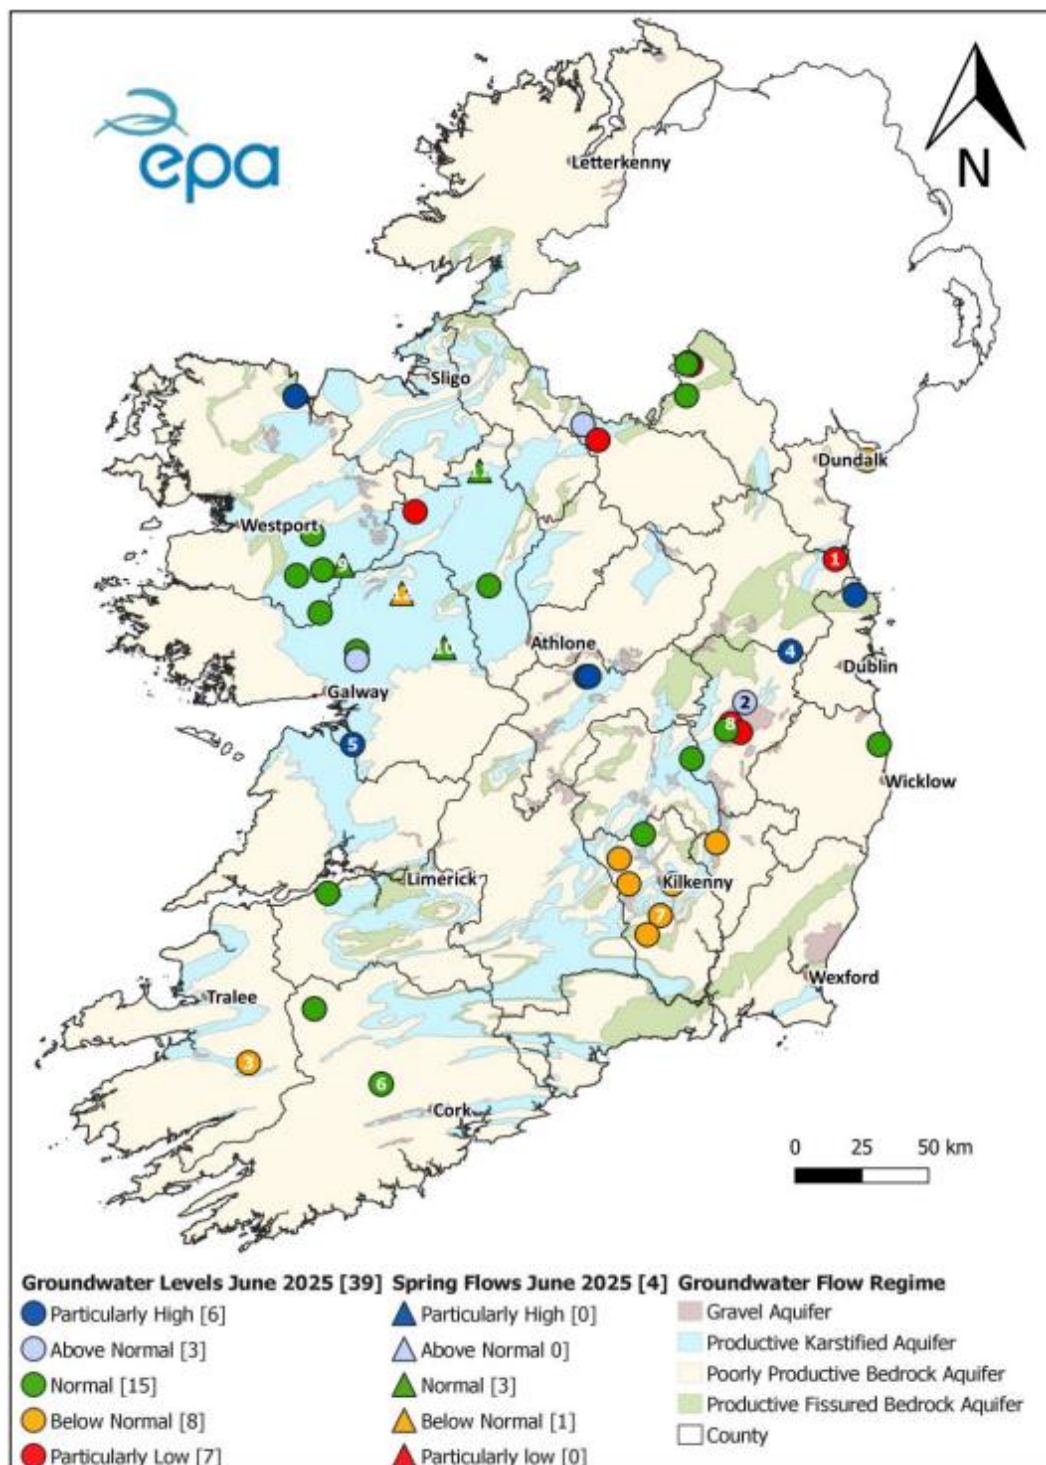 epa
N
Letterkenny
Sligo
Dundalk
Westport
9
1
12
10
Athlone
4
Dublin
Galway
2
8
5
Wicklow
Limerick
Kilkenny
7
Wexford
Tralee
3
6
Cork
0 25 50 km
Groundwater Levels June 2025 [39]
Particularly High [6]
Above Normal [3]
Normal [15]
Below Normal [8]
Particularly Low [7]
Spring Flows June 2025 [4]
Particularly High [0]
Above Normal 0]
Normal [3]
Below Normal [1]
Particularly low [0]
Groundwater Flow Regime
Gravel Aquifer
Productive Karstified Aquifer
Poorly Productive Bedrock Aquifer
Productive Fissured Bedrock Aquifer
County